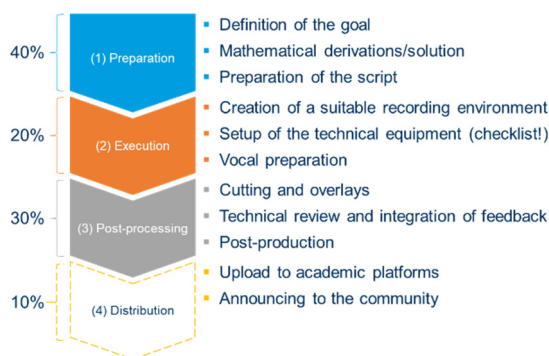 40%
(1) Preparation
Definition of the goal
Mathematical derivations/solution
Preparation of the script
20%
(2) Execution
Creation of a suitable recording environment
Setup of the technical equipment (checklist!)
Vocal preparation
30%
(3) Post-processing
Cutting and overlays
Technical review and integration of feedback
Post-production
10%
(4) Distribution
Upload to academic platforms
Announcing to the community